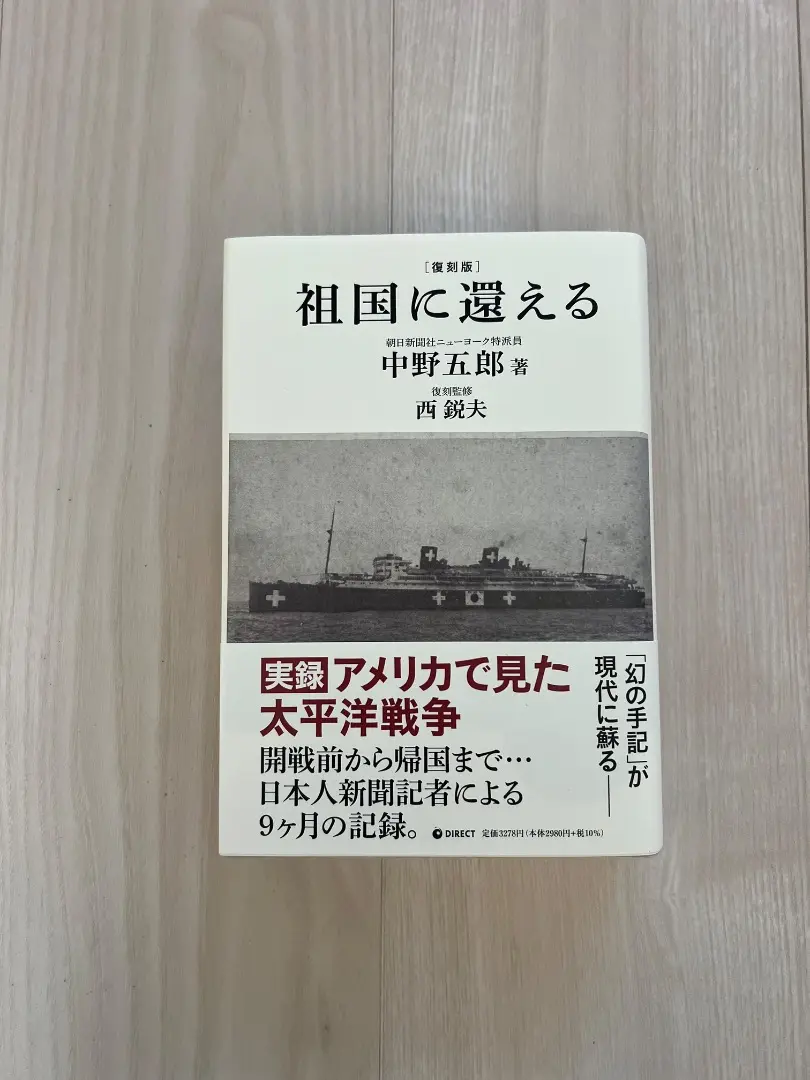 ［復刻版］
祖国に還える
朝日新聞社ニューヨーク特派員
中野五郎 著
復刻監修
西 鋭夫
「幻の手記」が
現代に蘇る――
実録 アメリカで見た
太平洋戦争
開戦前から帰国まで…
日本人新聞記者による
9ヶ月の記録。
DIRECT 定価3278円（本体2980円+税10%）